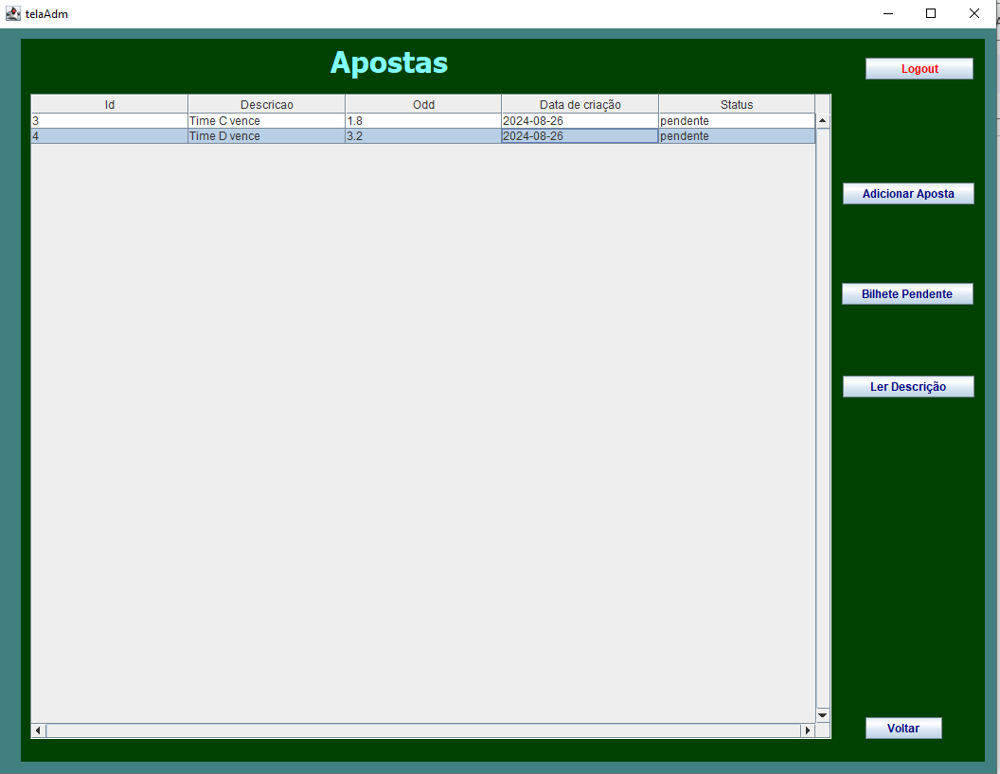 telaAdm
Apostas
Logout
Id Descricao Odd Data de criação Status
3 Time C vence 1.8 2024-08-26 pendente
4 Time D vence 3.2 2024-08-26 pendente
Adicionar Aposta
Bilhete Pendente
Ler Descrição
Voltar